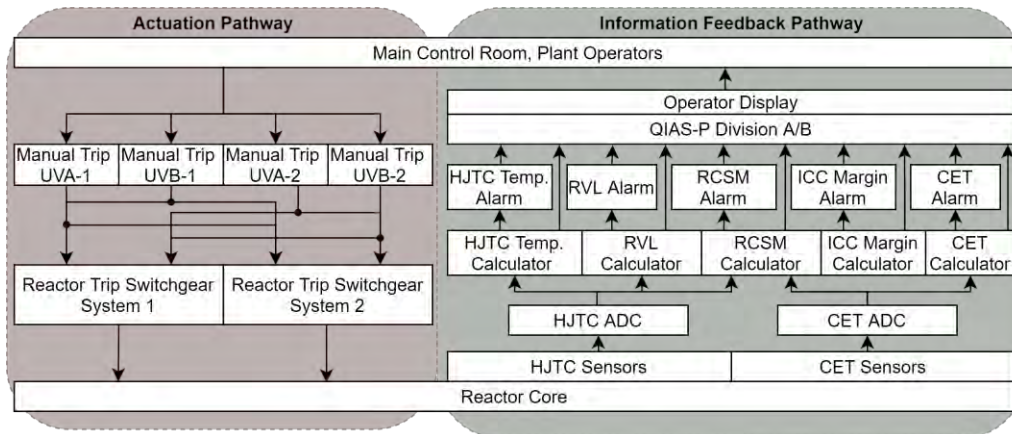 Actuation Pathway
Information Feedback Pathway
Main Control Room, Plant Operators
Operator Display
QIAS-P Division A/B
Manual Trip
UVA-1
Manual Trip
UVB-1
Manual Trip
UVA-2
Manual Trip
UVB-2
HJTC Temp.
Alarm
RVL Alarm
RCSM
Alarm
ICC Margin
Alarm
CET
Alarm
HJTC Temp.
Calculator
RVL
Calculator
RCSM
Calculator
ICC Margin
Calculator
CET
Calculator
Reactor Trip Switchgear
System 1
Reactor Trip Switchgear
System 2
HJTC ADC
CET ADC
HJTC Sensors
CET Sensors
Reactor Core